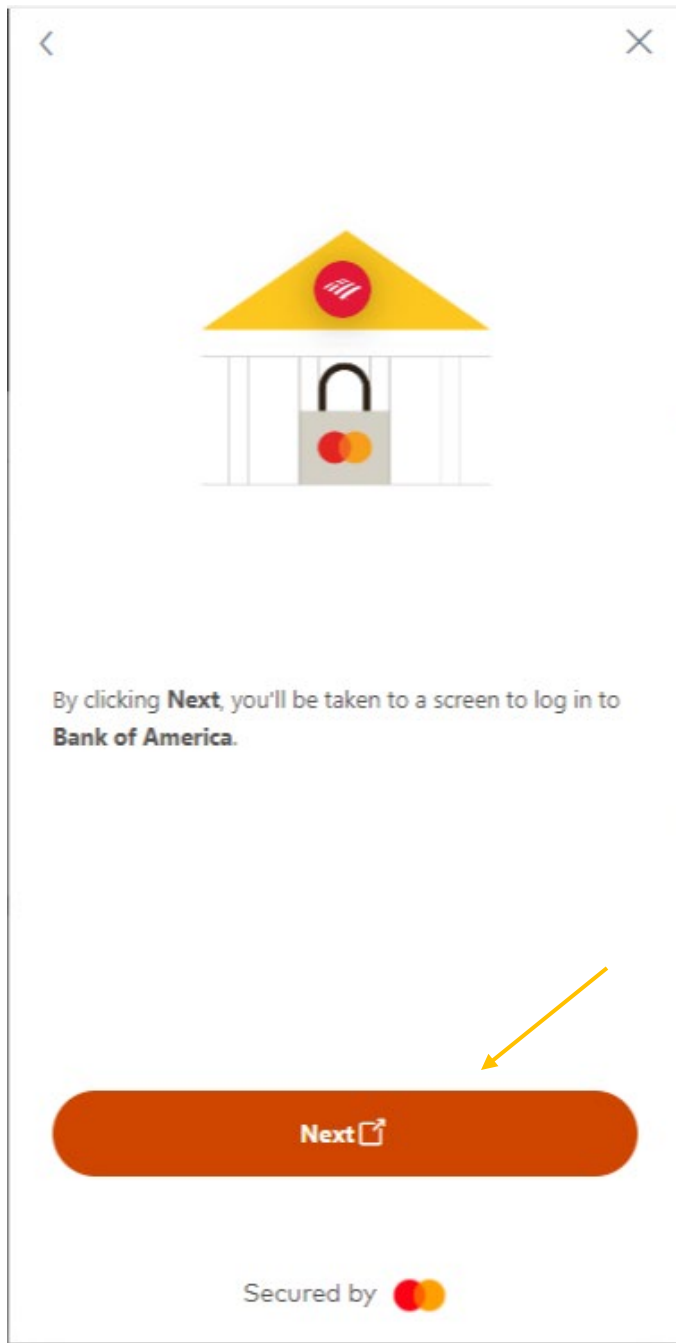 By clicking Next, you'll be taken to a screen to log in to
Bank of America.
Next
Secured by